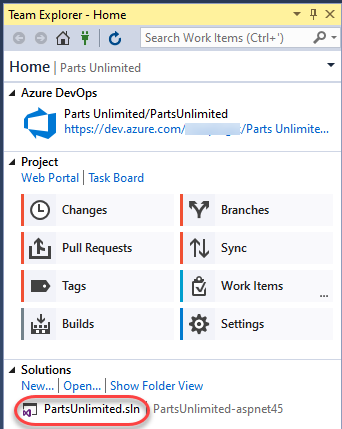 Team Explorer - Home
Search Work Items (Ctrl+')
Home | Parts Unlimited
Azure DevOps
Parts Unlimited/PartsUnlimited
https://dev.azure.com/ /Parts Unlimite...
Project
Web Portal | Task Board
Changes Branches
Pull Requests Sync
Tags Work Items ...
Builds Settings
Solutions
New... | Open... | Show Folder View
PartsUnlimited.sln | PartsUnlimited-aspnet45